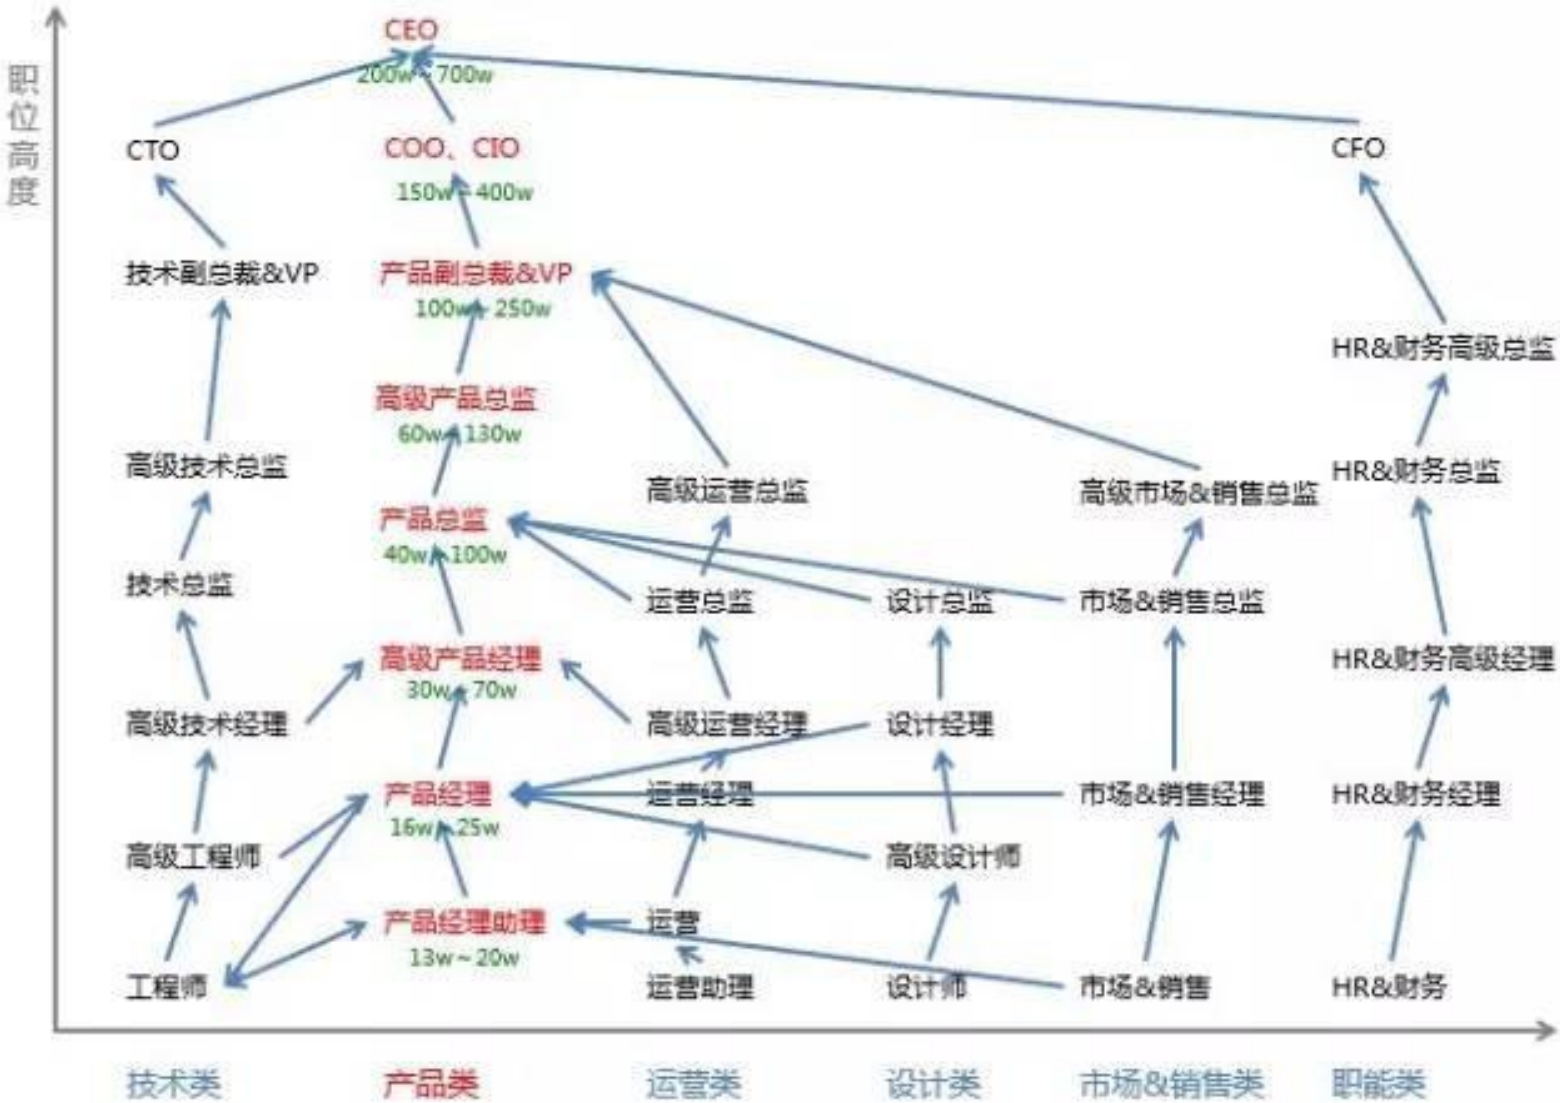 职位高度
CEO
200w~700w
CTO
COO、CIO
CFO
150w~400w
技术副总裁&VP
产品副总裁&VP
100w~250w
HR&财务高级总监
高级产品总监
60w~130w
高级技术总监
HR&财务总监
高级运营总监
高级市场&销售总监
产品总监
40w~100w
技术总监
运营总监
设计总监
市场&销售总监
高级产品经理
HR&财务高级经理
30w~70w
高级技术经理
高级运营经理
设计经理
产品经理
运营经理
市场&销售经理
HR&财务经理
16w~25w
高级工程师
高级设计师
产品经理助理
运营
13w~20w
工程师
运营助理
设计师
市场&销售
HR&财务
技术类
产品类
运营类
设计类
市场&销售类
职能类